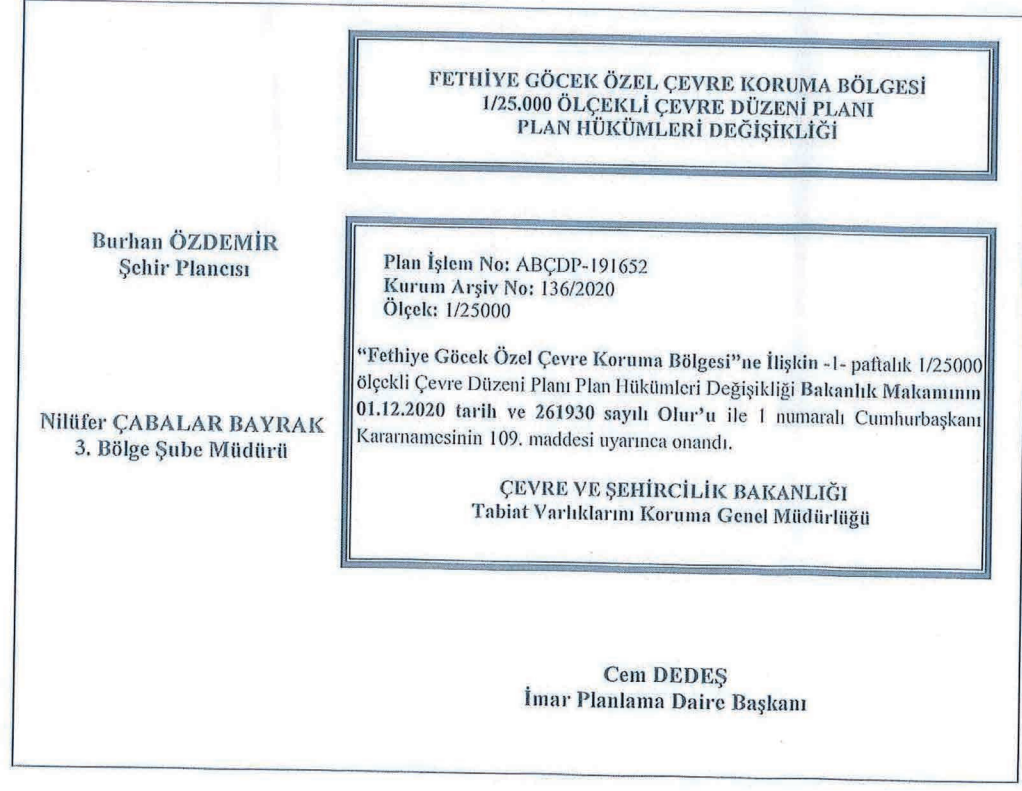 FETHİYE GÖCEK ÖZEL ÇEVRE KORUMA BÖLGESİ
1/25.000 ÖLÇEKLİ ÇEVRE DÜZENİ PLANI
PLAN HÜKÜMLERİ DEĞİŞİKLİĞİ
Burhan ÖZDEMİR
Şehir Plancısı
Plan İşlem No: ABÇDP-191652
Kurum Arşiv No: 136/2020
Ölçek: 1/25000
“Fethiye Göcek Özel Çevre Koruma Bölgesi”ne İlişkin -1- paftalık 1/25000
ölçekli Çevre Düzeni Planı Plan Hükümleri Değişikliği Bakanlık Makamının
01.12.2020 tarih ve 261930 sayılı Olur’u ile 1 numaralı Cumhurbaşkanı
Kararnamesinin 109. maddesi uyarınca onandı.
Nilüfer ÇABALAR BAYRAK
3. Bölge Şube Müdürü
ÇEVRE VE ŞEHİRCİLİK BAKANLIĞI
Tabiat Varlıklarını Koruma Genel Müdürlüğü
Cem DEDEŞ
İmar Planlama Daire Başkanı